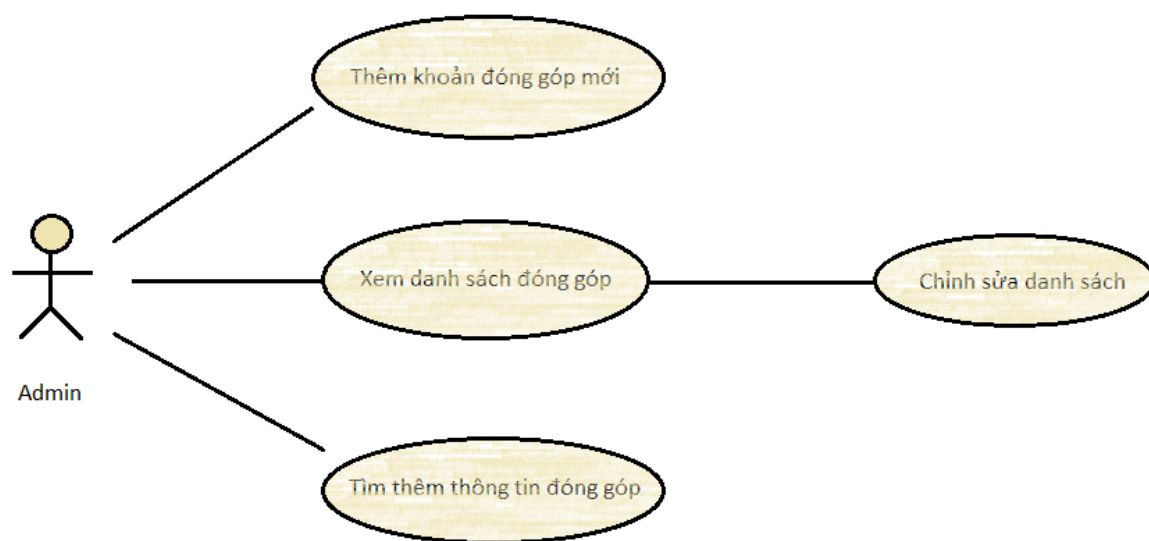 Thêm khoản đóng góp mới
Xem danh sách đóng góp
Chỉnh sửa danh sách
Admin
Tìm thêm thông tin đóng góp